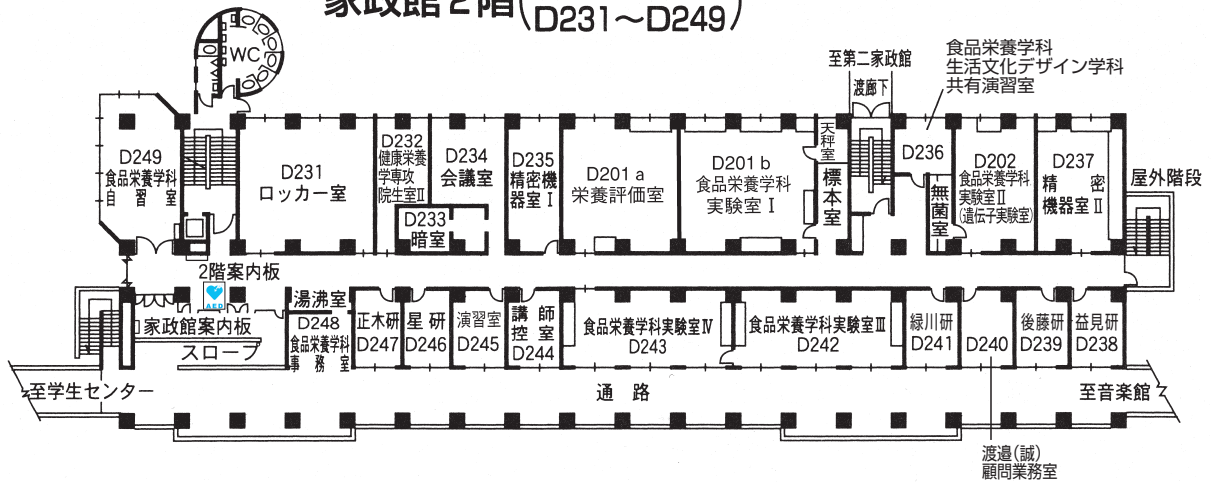 家政館2階(D231～D249)
WC
至第二家政館
渡廊下
食品栄養学科
生活文化デザイン学科
共有演習室
D249
食品栄養学科
自習室
D231
ロッカー室
D232
健康栄養
学専攻
院生室Ⅱ
D234
会議室
D233
暗室
D235
精密機
器室Ⅰ
D201a
栄養評価室
D201b
食品栄養学科
実験室Ⅰ
天秤室
標本室
D236
無菌室
D202
食品栄養学科
実験室Ⅱ
(遺伝子実験室)
D237
精密
機器室Ⅱ
屋外階段
2階案内板
AED
家政館案内板
スロープ
湯沸室
D248
食品栄養学科
事務室
正木研
D247
星研
D246
演習室
D245
講師
控室
D244
食品栄養学科実験室Ⅳ
D243
食品栄養学科実験室Ⅲ
D242
緑川研
D241
D240
後藤研
D239
益見研
D238
至学生センター
通路
至音楽館
渡邉(誠)
顧問業務室